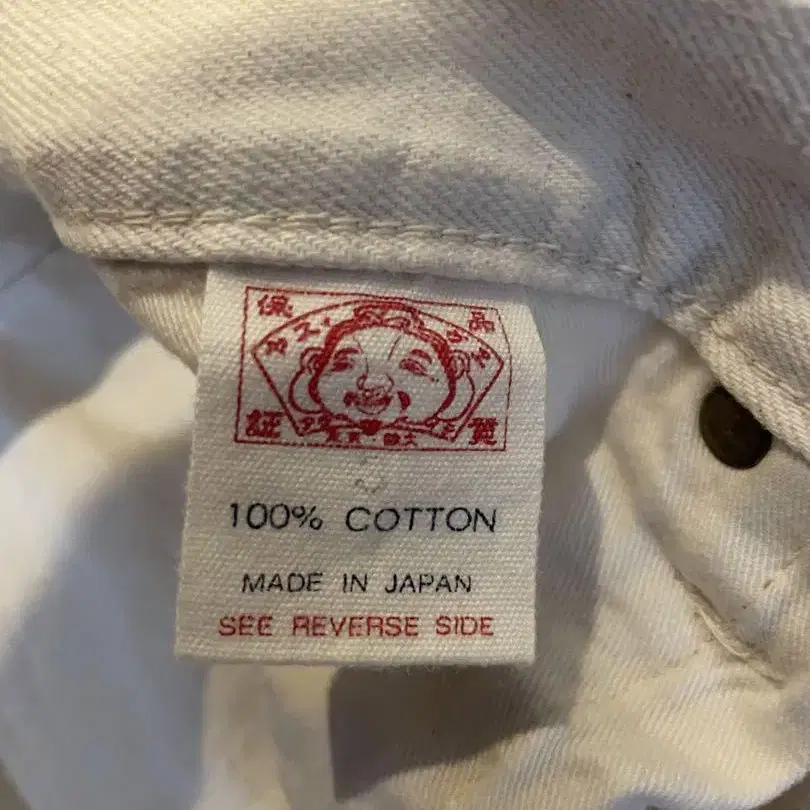 保 品
証 質
100% COTTON
MADE IN JAPAN
SEE REVERSE SIDE